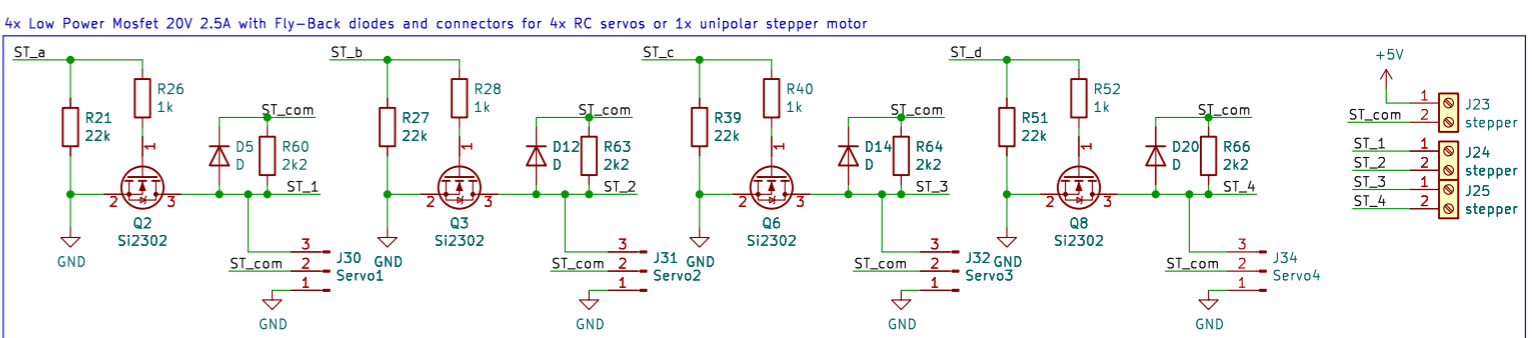 4x Low Power Mosfet 20V 2.5A with Fly-Back diodes and connectors for 4x RC servos or 1x unipolar stepper motor
ST_a
R21
22k
R26
1k
1
2
3
Q2
Si2302
GND
D5
D
ST_com
R60
2k2
ST_1
3
2
1
ST_com
J30
Servo1
GND
ST_b
R27
22k
R28
1k
1
2
3
Q3
Si2302
GND
D12
D
ST_com
R63
2k2
ST_2
3
2
1
ST_com
J31
Servo2
GND
ST_c
R39
22k
R40
1k
1
2
3
Q6
Si2302
GND
D14
D
ST_com
R64
2k2
ST_3
3
2
1
ST_com
J32
Servo3
GND
ST_d
R51
22k
R52
1k
1
2
3
Q8
Si2302
GND
D20
D
ST_com
R66
2k2
ST_4
3
2
1
ST_com
J34
Servo4
GND
+5V
1
ST_com 2
J23
stepper
ST_1 1
ST_2 2
J24
stepper
ST_3 1
ST_4 2
J25
stepper